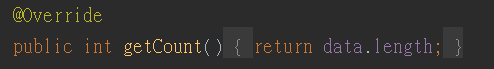 @Override
public int getCount() { return data.length; }